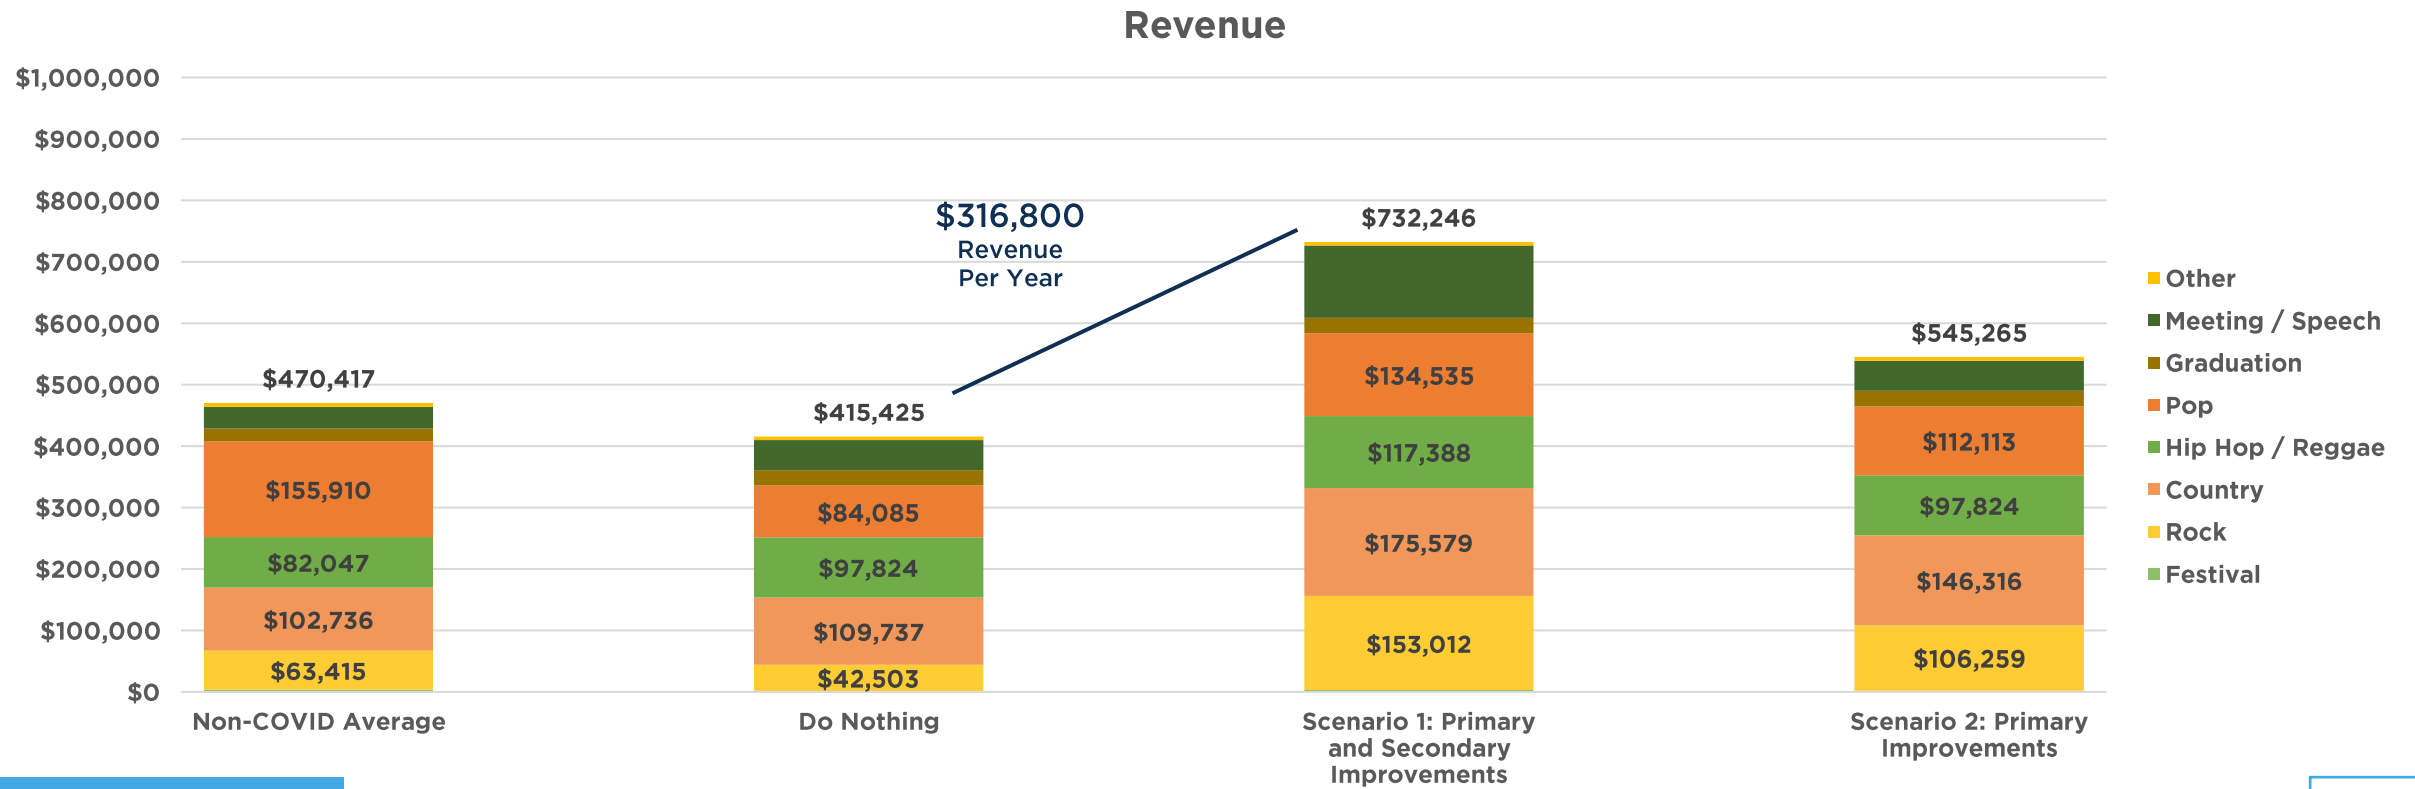 Revenue
$1,000,000
$900,000
$800,000
$700,000
$600,000
$500,000
$400,000
$300,000
$200,000
$100,000
$0
$470,417
$155,910
$82,047
$102,736
$63,415
Non-COVID Average
$415,425
$84,085
$97,824
$109,737
$42,503
Do Nothing
$316,800
Revenue
Per Year
$732,246
$134,535
$117,388
$175,579
$153,012
Scenario 1: Primary
and Secondary
Improvements
$545,265
$112,113
$97,824
$146,316
$106,259
Scenario 2: Primary
Improvements
Other
Meeting / Speech
Graduation
Pop
Hip Hop / Reggae
Country
Rock
Festival